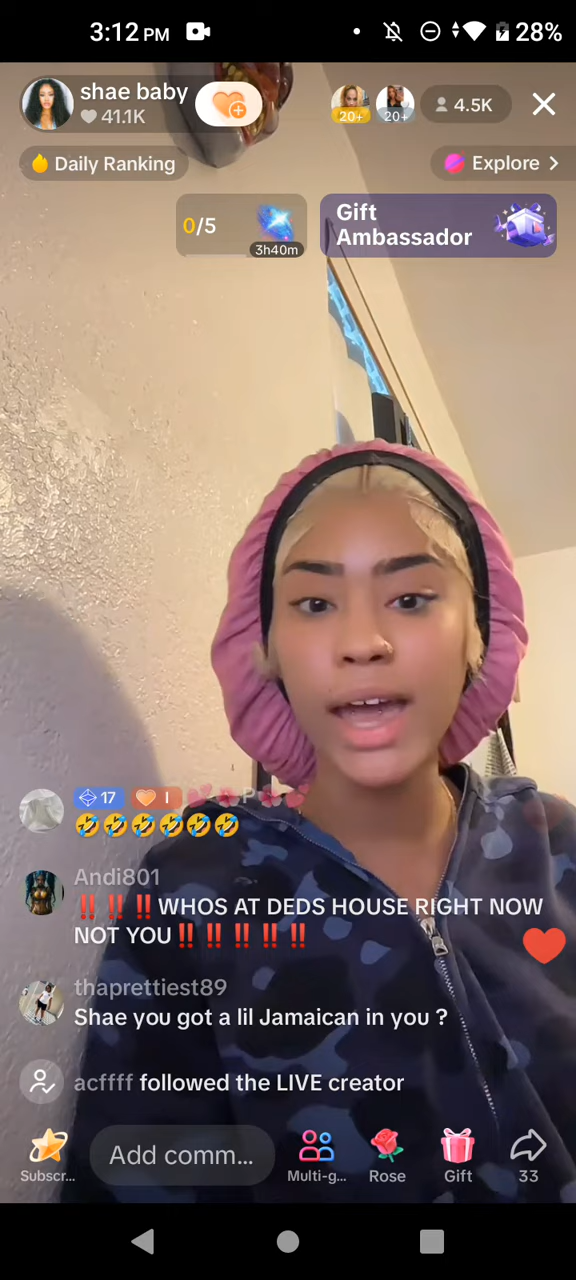 3:12 PM
28%
shae baby
41.1K
20+
20+
4.5K
Daily Ranking
Explore
0/5
3h40m
Gift
Ambassador
17
I
P
🤣🤣🤣🤣🤣🤣
Andi801
‼️‼️‼️WHOS AT DEDS HOUSE RIGHT NOW
NOT YOU‼️‼️‼️‼️‼️
thaprettiest89
Shae you got a lil Jamaican in you ?
acffff followed the LIVE creator
Subscr...
Add comm...
Multi-g...
Rose
Gift
33